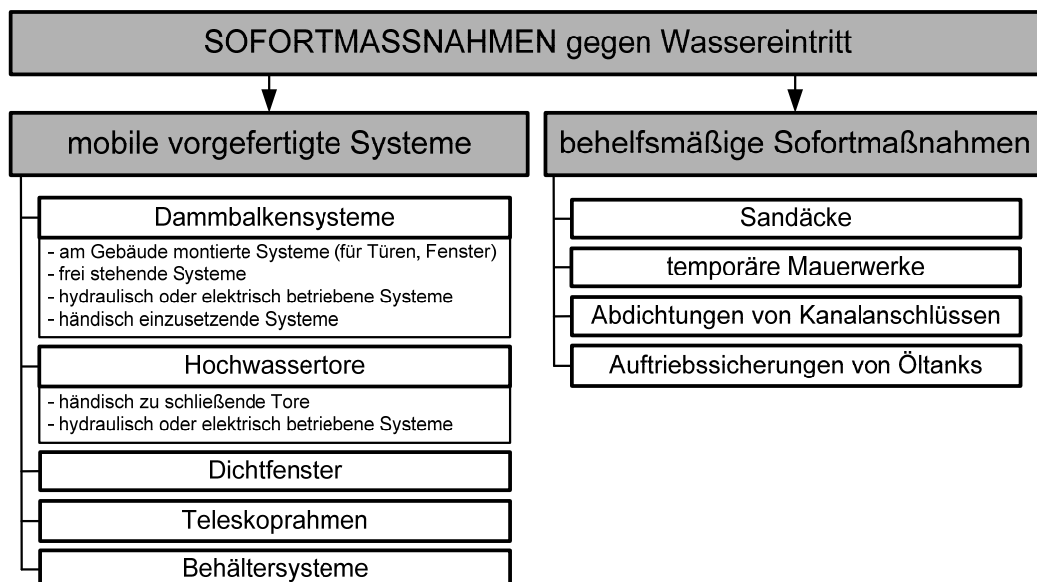 SOFORTMASSNAHMEN gegen Wassereintritt
mobile vorgefertigte Systeme
Dammbalkensysteme
- am Gebäude montierte Systeme (für Türen, Fenster)
- frei stehende Systeme
- hydraulisch oder elektrisch betriebene Systeme
- händisch einzusetzende Systeme
Hochwassertore
- händisch zu schließende Tore
- hydraulisch oder elektrisch betriebene Systeme
Dichtfenster
Teleskoprahmen
Behältersysteme
behelfsmäßige Sofortmaßnahmen
Sandäcke
temporäre Mauerwerke
Abdichtungen von Kanalanschlüssen
Auftriebssicherungen von Öltanks